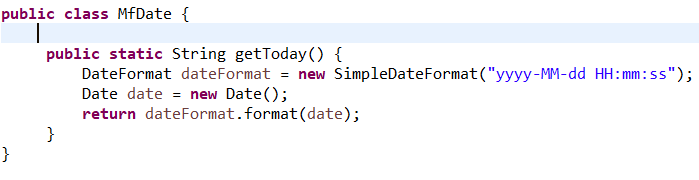 public class MfDate {
public static String getToday() {
DateFormat dateFormat = new SimpleDateFormat("yyyy-MM-dd HH:mm:ss");
Date date = new Date();
return dateFormat.format(date);
}
}